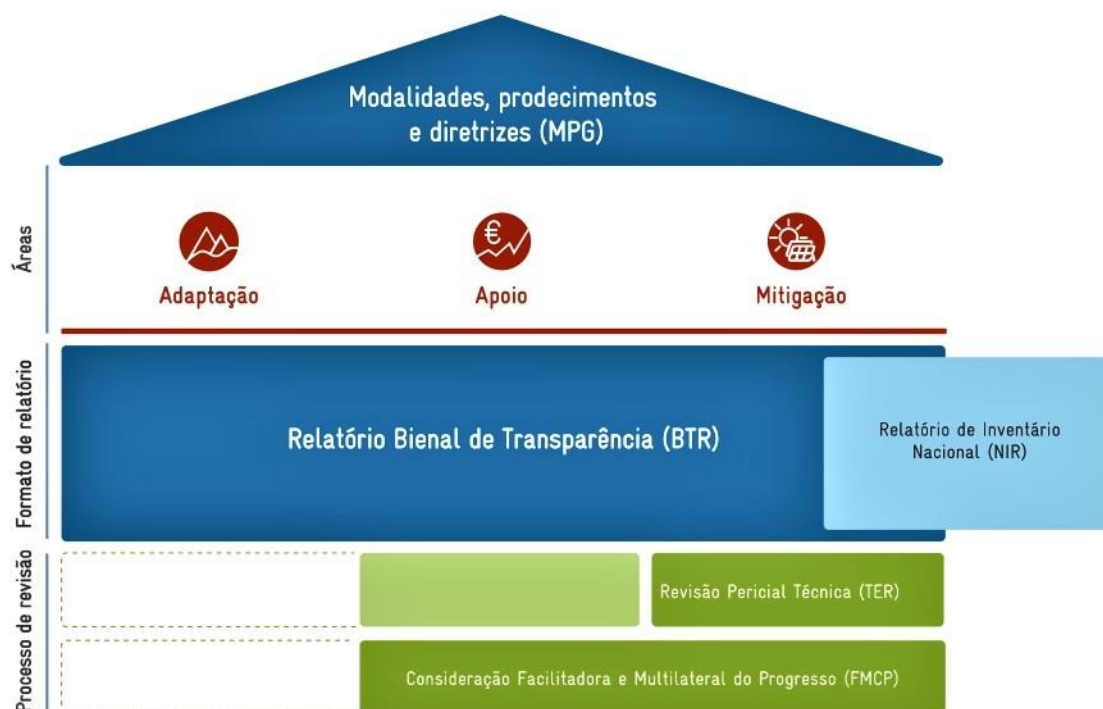 Modalidades, prodecimentos
e diretrizes (MPG)
Áreas
Adaptação
Apoio
Mitigação
Formato de relatório
Relatório Bienal de Transparência (BTR)
Relatório de Inventário
Nacional (NIR)
Processo de revisão
Revisão Pericial Técnica (TER)
Consideração Facilitadora e Multilateral do Progresso (FMCP)